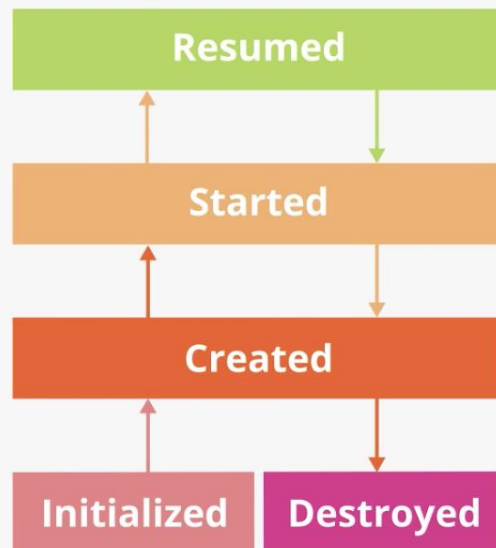 Resumed
Started
Created
Initialized
Destroyed